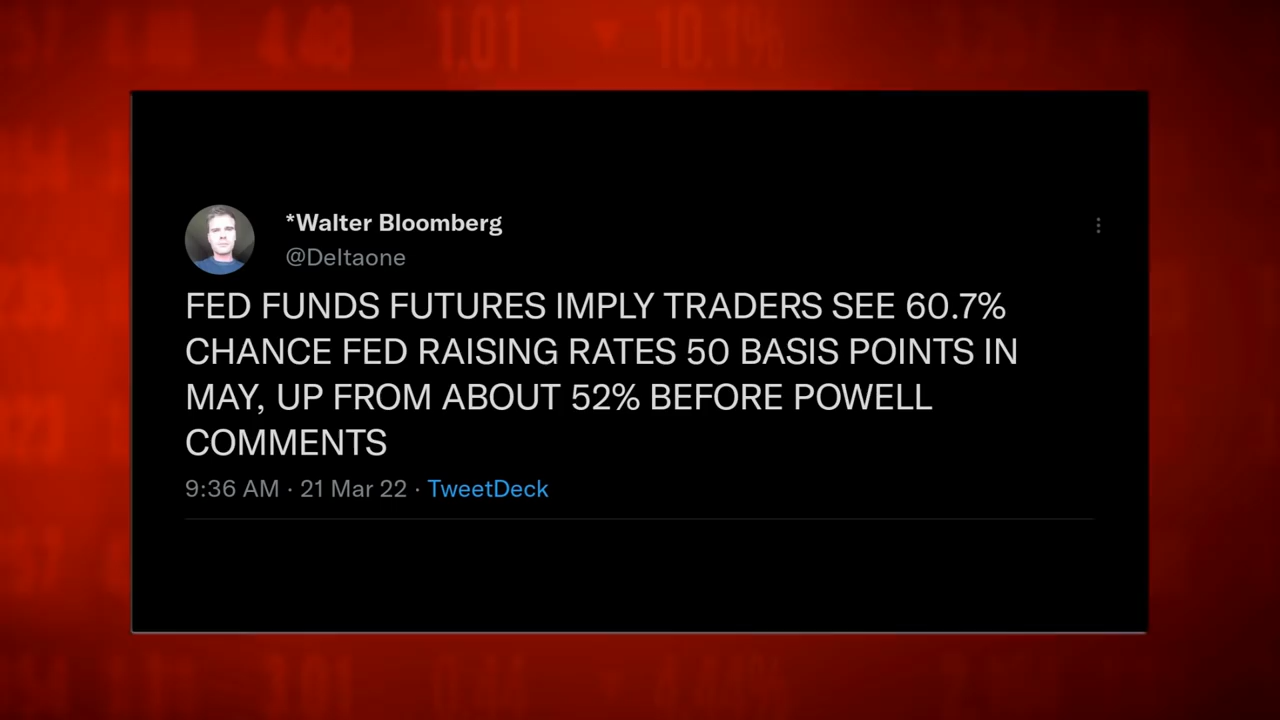 *Walter Bloomberg
@Deltaone
FED FUNDS FUTURES IMPLY TRADERS SEE 60.7%
CHANCE FED RAISING RATES 50 BASIS POINTS IN
MAY, UP FROM ABOUT 52% BEFORE POWELL
COMMENTS
9:36 AM · 21 Mar 22 · TweetDeck